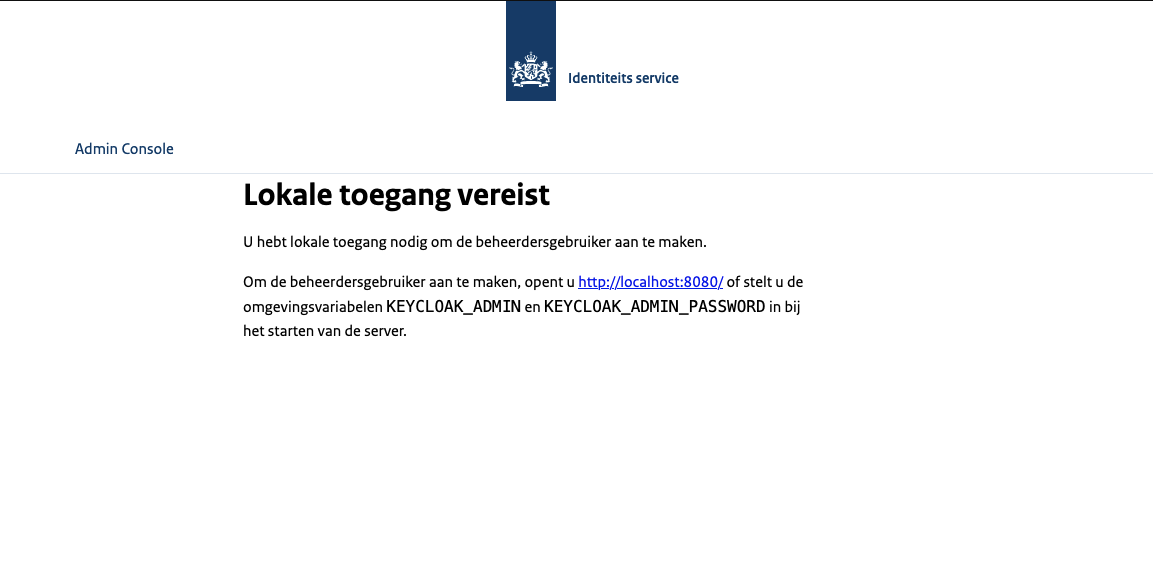 Identiteits service
Admin Console
Lokale toegang vereist
U hebt lokale toegang nodig om de beheerdersgebruiker aan te maken.
Om de beheerdersgebruiker aan te maken, opent u http://localhost:8080/ of stelt u de
omgevingsvariabelen KEYCLOAK_ADMIN en KEYCLOAK_ADMIN_PASSWORD in bij
het starten van de server.